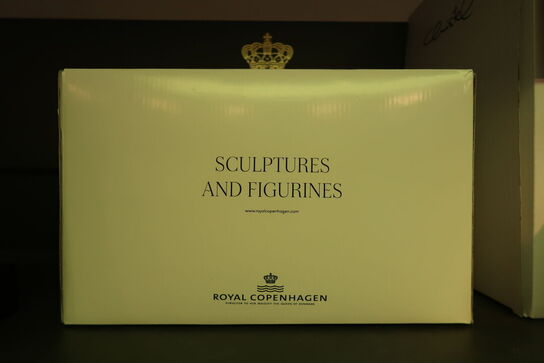 SCULPTURES
AND FIGURINES
www.royalcopenhagen.com
ROYAL COPENHAGEN
PURVEYOR TO HER MAJESTY THE QUEEN OF DENMARK